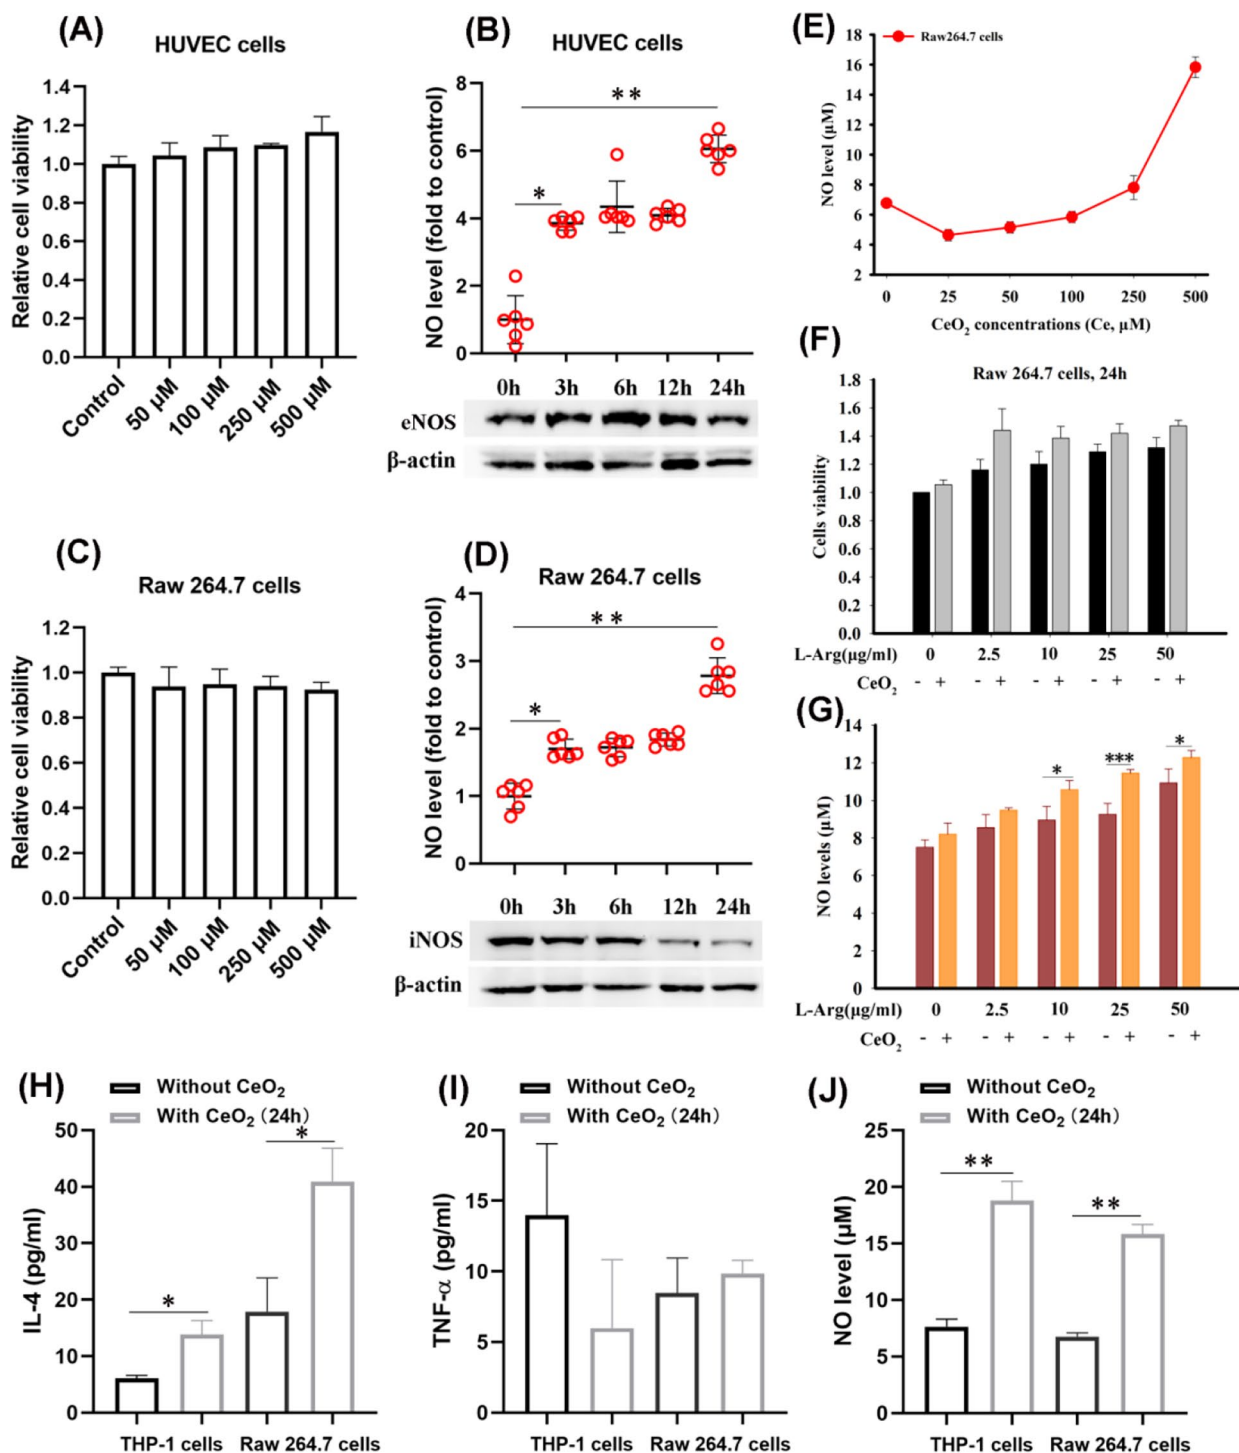 (A)
HUVEC cells
Relative cell viability
1.4
1.2
1.0
0.8
0.6
0.4
0.2
0.0
Control
50 μM
100 μM
250 μM
500 μM
(B)
HUVEC cells
NO level (fold to control)
8
6
4
2
0
*
**
0h 3h 6h 12h 24h
eNOS
β-actin
(C)
Raw 264.7 cells
Relative cell viability
1.2
1.0
0.8
0.6
0.4
0.2
0.0
Control
50 μM
100 μM
250 μM
500 μM
(D)
Raw 264.7 cells
NO level (fold to control)
4
3
2
1
0
*
**
0h 3h 6h 12h 24h
iNOS
β-actin
(E)
Raw264.7 cells
NO level (μM)
18
16
14
12
10
8
6
4
2
0 25 50 100 250 500
CeO₂ concentrations (Ce, μM)
(F)
Raw 264.7 cells, 24h
Cells viability
1.8
1.6
1.4
1.2
1.0
0.8
0.6
0.4
0.2
0.0
L-Arg(μg/ml) 0 2.5 10 25 50
CeO₂ - + - + - + - + - +
(G)
NO levels (μM)
14
12
10
8
6
4
2
0
* *** *
L-Arg(μg/ml) 0 2.5 10 25 50
CeO₂ - + - + - + - + - +
(H)
Without CeO₂
With CeO₂ (24h)
IL-4 (pg/ml)
50
40
30
20
10
0
* *
THP-1 cells Raw 264.7 cells
(I)
Without CeO₂
With CeO₂ (24h)
TNF-α (pg/ml)
20
15
10
5
0
THP-1 cells Raw 264.7 cells
(J)
Without CeO₂
With CeO₂ (24h)
NO level (μM)
25
20
15
10
5
0
** **
THP-1 cells Raw 264.7 cells